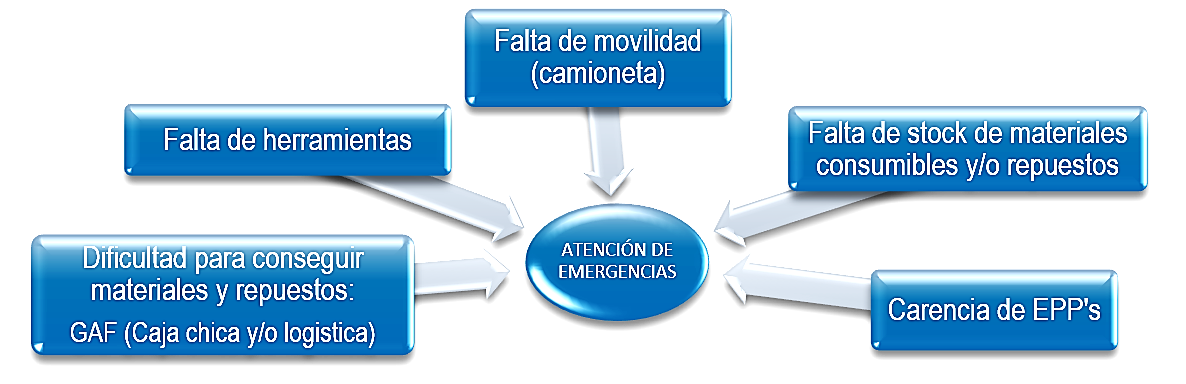 Falta de movilidad
(camioneta)
Falta de herramientas
Falta de stock de materiales
consumibles y/o repuestos
ATENCIÓN DE
EMERGENCIAS
Dificultad para conseguir
materiales y repuestos:
GAF (Caja chica y/o logistica)
Carencia de EPP's